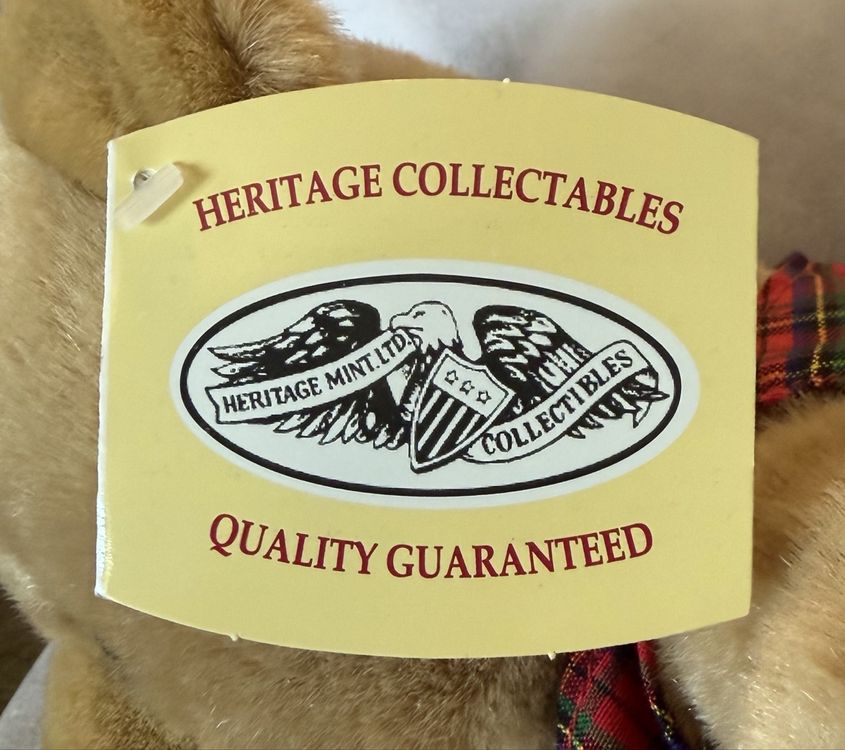 HERITAGE COLLECTABLES
HERITAGE MINT. LTD.
COLLECTIBLES
QUALITY GUARANTEED